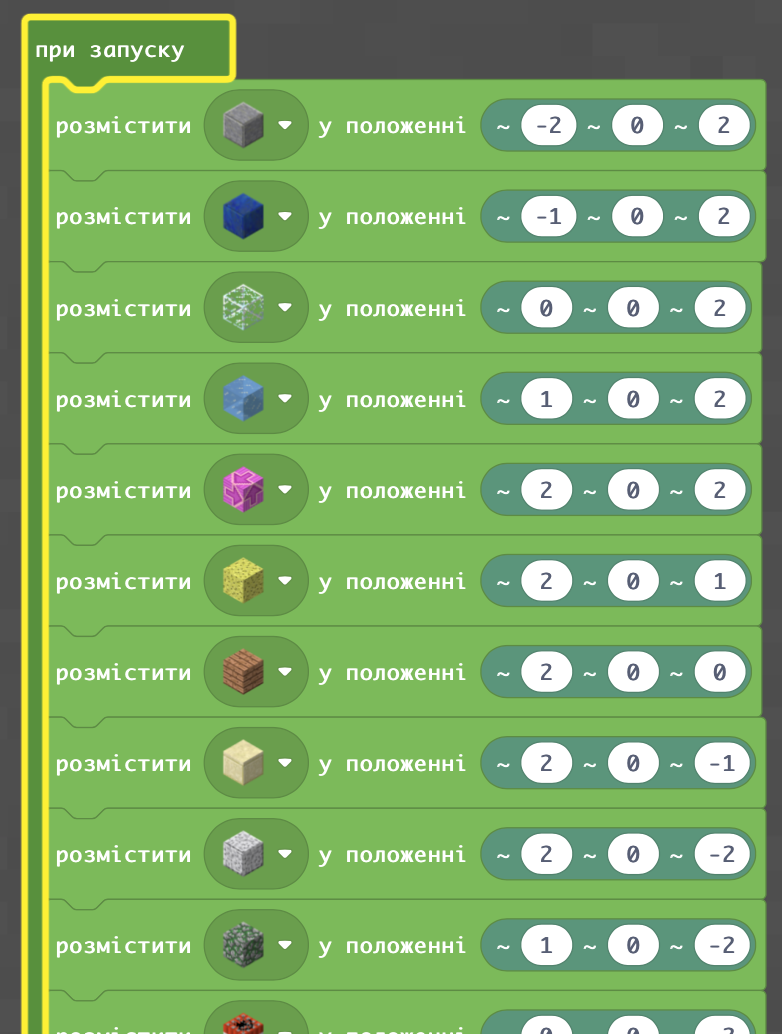 при запуску
розмістити у положенні ~ -2 ~ 0 ~ 2
розмістити у положенні ~ -1 ~ 0 ~ 2
розмістити у положенні ~ 0 ~ 0 ~ 2
розмістити у положенні ~ 1 ~ 0 ~ 2
розмістити у положенні ~ 2 ~ 0 ~ 2
розмістити у положенні ~ 2 ~ 0 ~ 1
розмістити у положенні ~ 2 ~ 0 ~ 0
розмістити у положенні ~ 2 ~ 0 ~ -1
розмістити у положенні ~ 2 ~ 0 ~ -2
розмістити у положенні ~ 1 ~ 0 ~ -2
розмістити у положенні